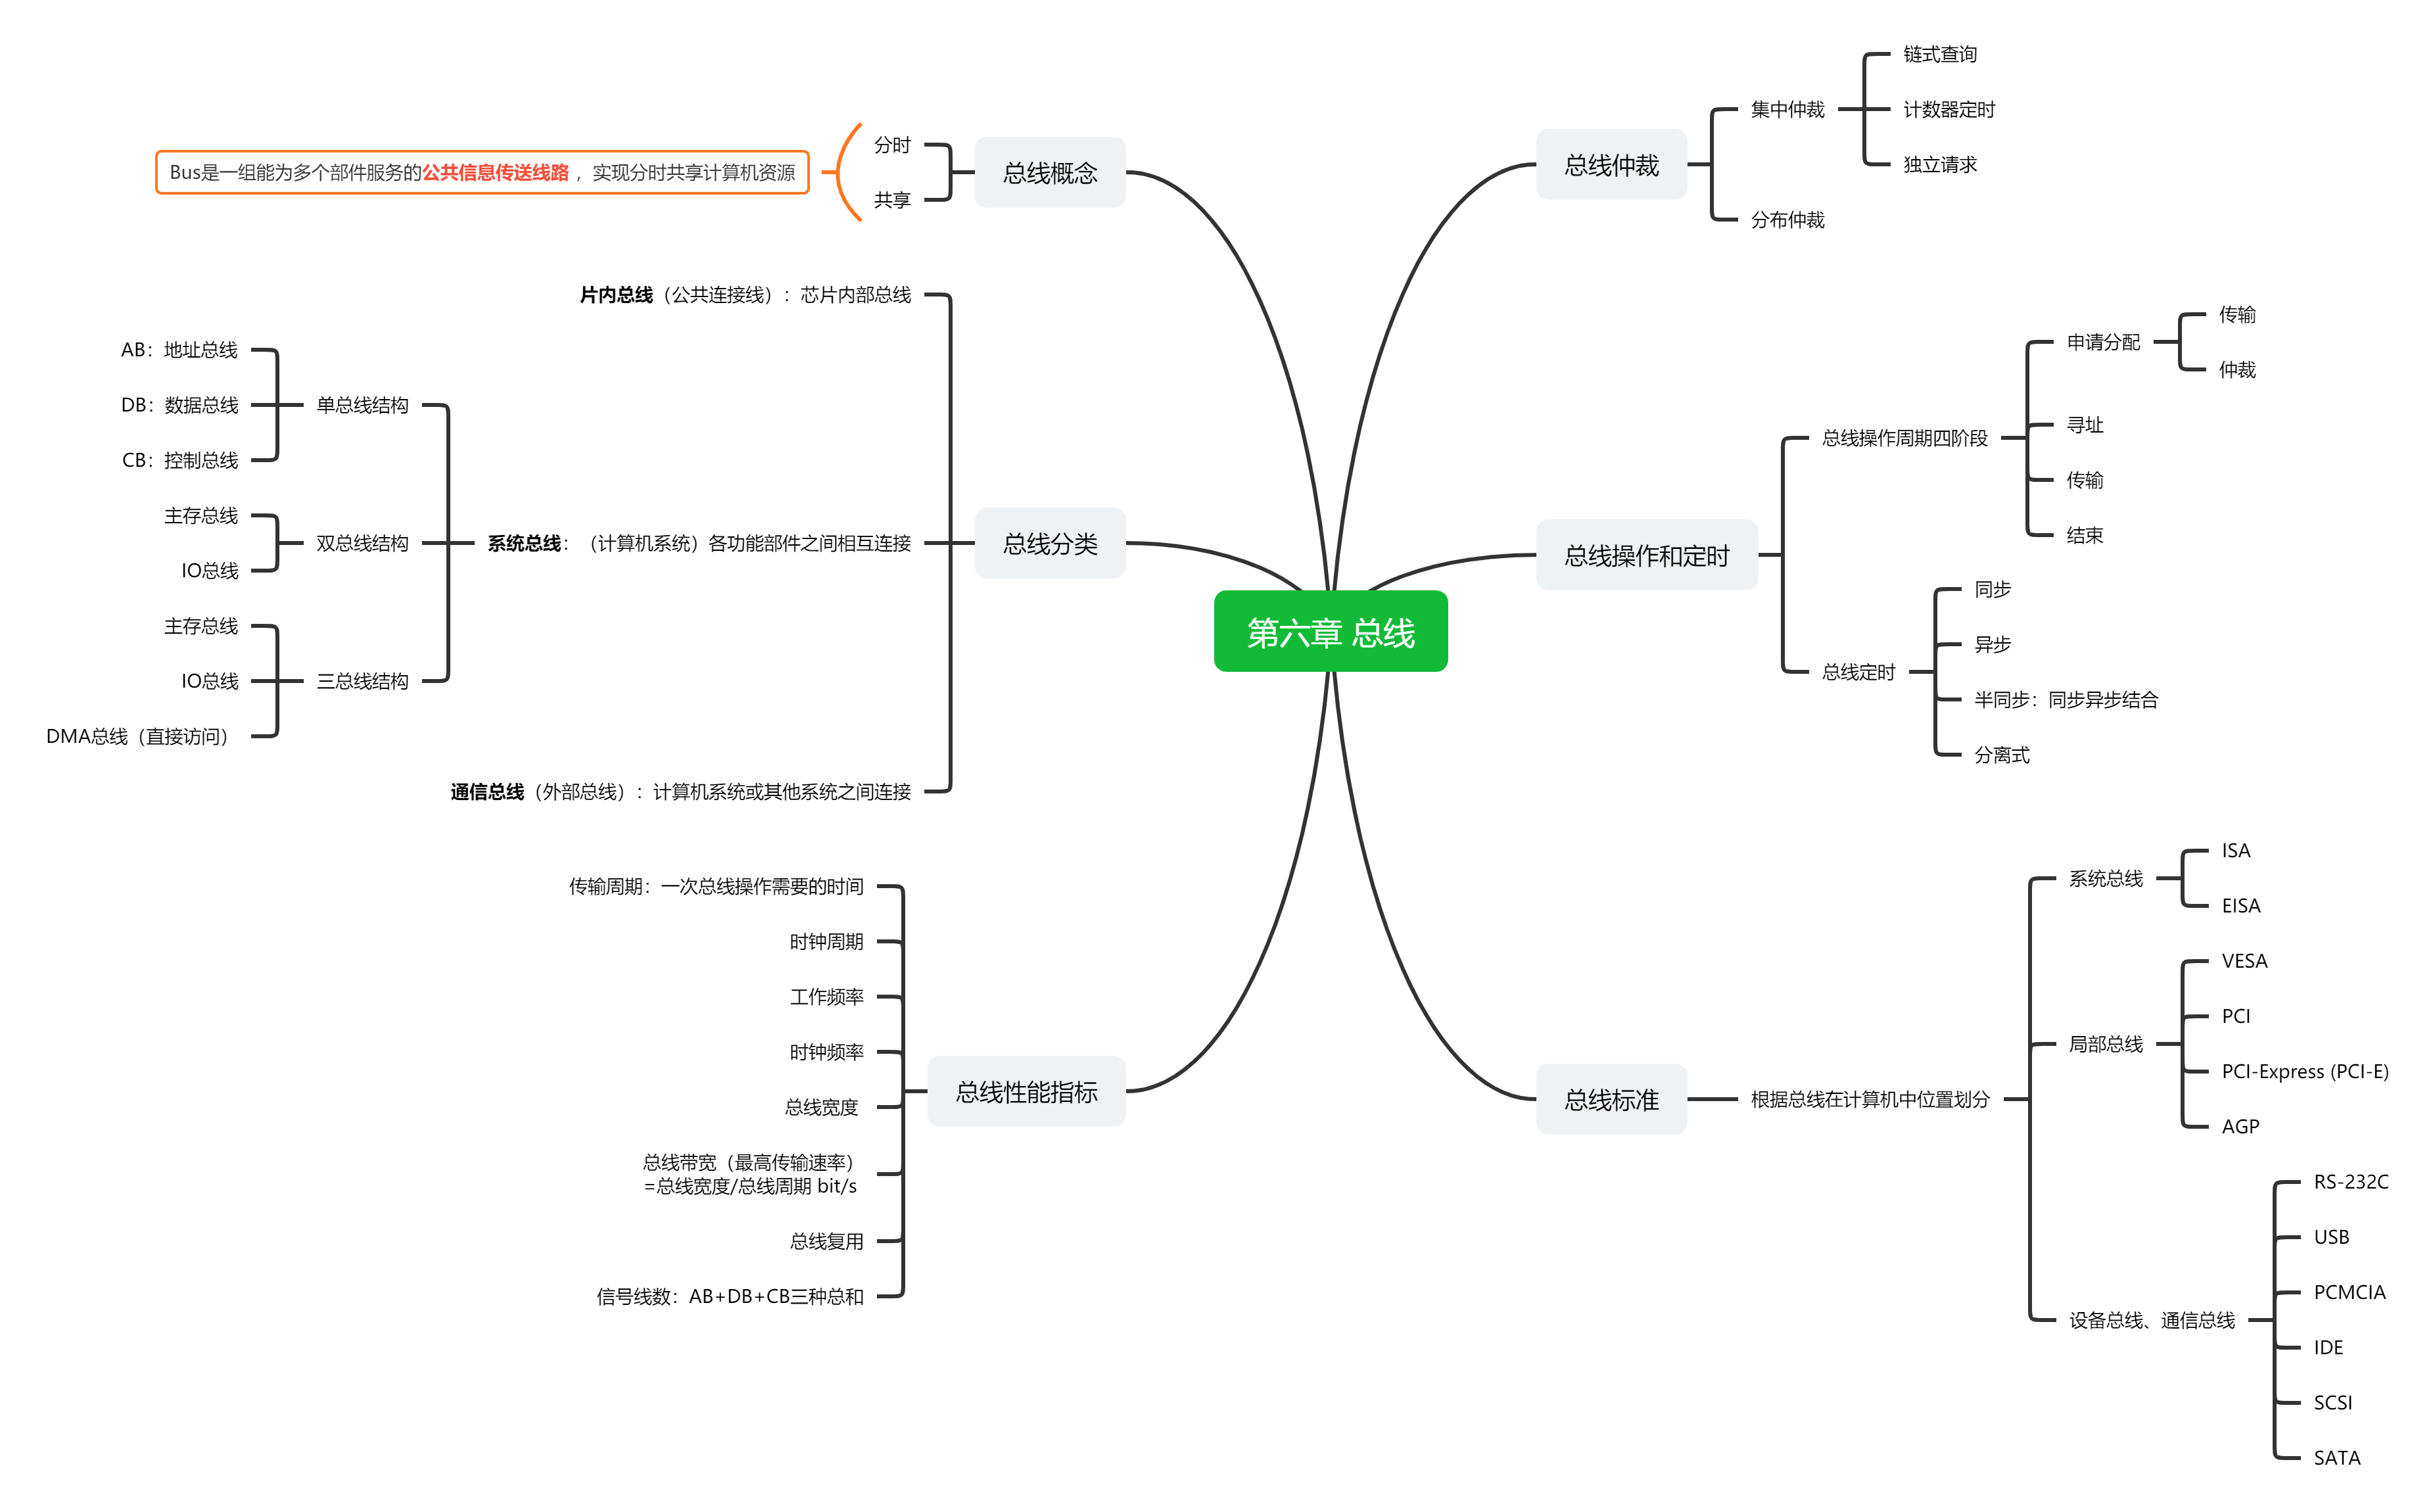 第六章 总线
总线概念
分时
共享
Bus是一组能为多个部件服务的公共信息传送线路，实现分时共享计算机资源
总线分类
片内总线（公共连接线）：芯片内部总线
系统总线：（计算机系统）各功能部件之间相互连接
单总线结构
AB：地址总线
DB：数据总线
CB：控制总线
双总线结构
主存总线
IO总线
三总线结构
主存总线
IO总线
DMA总线（直接访问）
通信总线（外部总线）：计算机系统或其他系统之间连接
总线性能指标
传输周期：一次总线操作需要的时间
时钟周期
工作频率
时钟频率
总线宽度
总线带宽（最高传输速率）
=总线宽度/总线周期 bit/s
总线复用
信号线数：AB+DB+CB三种总和
总线仲裁
集中仲裁
链式查询
计数器定时
独立请求
分布仲裁
总线操作和定时
总线操作周期四阶段
申请分配
传输
仲裁
寻址
传输
结束
总线定时
同步
异步
半同步：同步异步结合
分离式
总线标准
根据总线在计算机中位置划分
系统总线
ISA
EISA
局部总线
VESA
PCI
PCI-Express (PCI-E)
AGP
设备总线、通信总线
RS-232C
USB
PCMCIA
IDE
SCSI
SATA